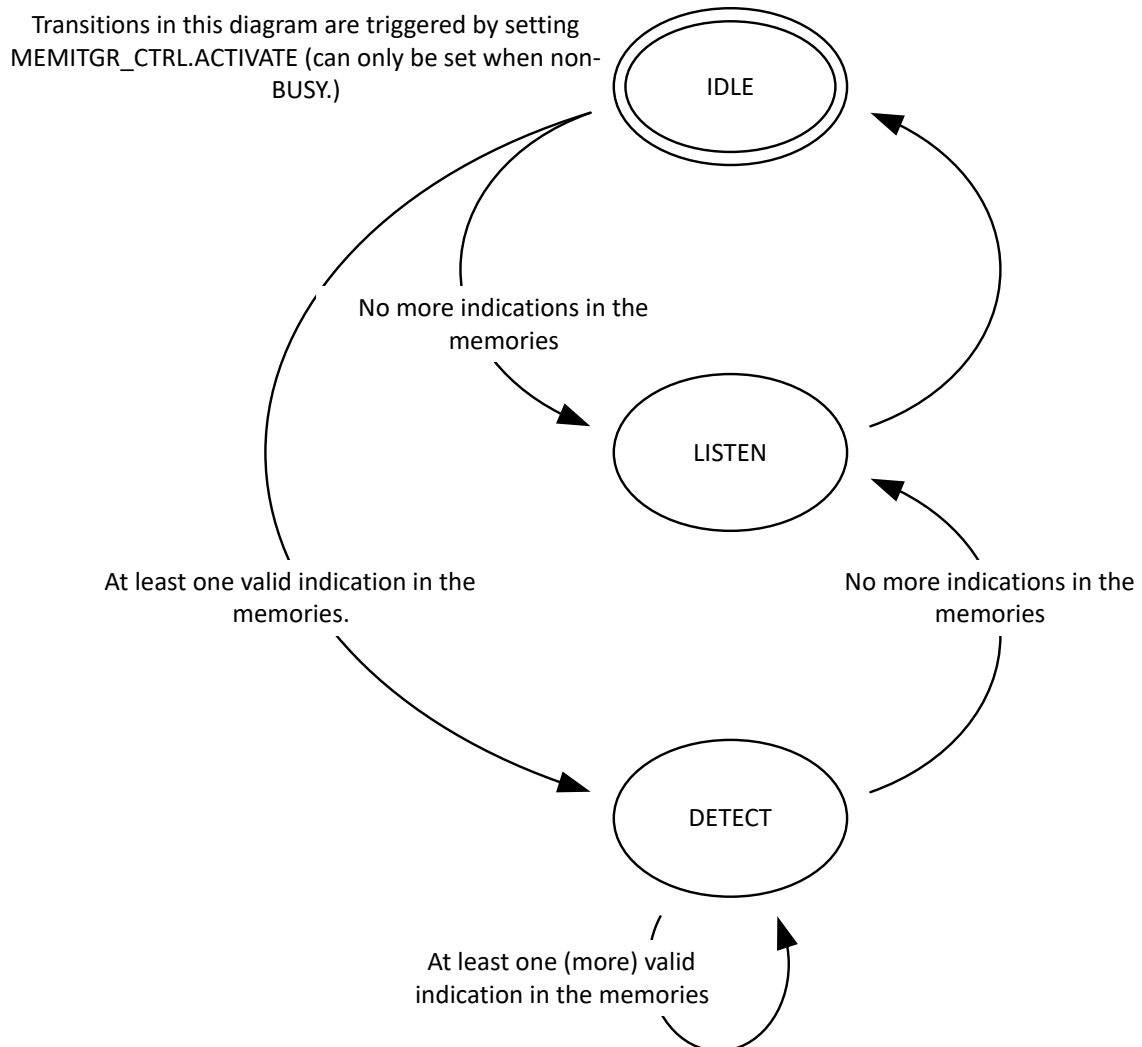 Transitions in this diagram are triggered by setting
MEMITGR_CTRL.ACTIVATE (can only be set when non-
BUSY.)
IDLE
No more indications in the
memories
LISTEN
At least one valid indication in the
memories.
No more indications in the
memories
DETECT
At least one (more) valid
indication in the memories